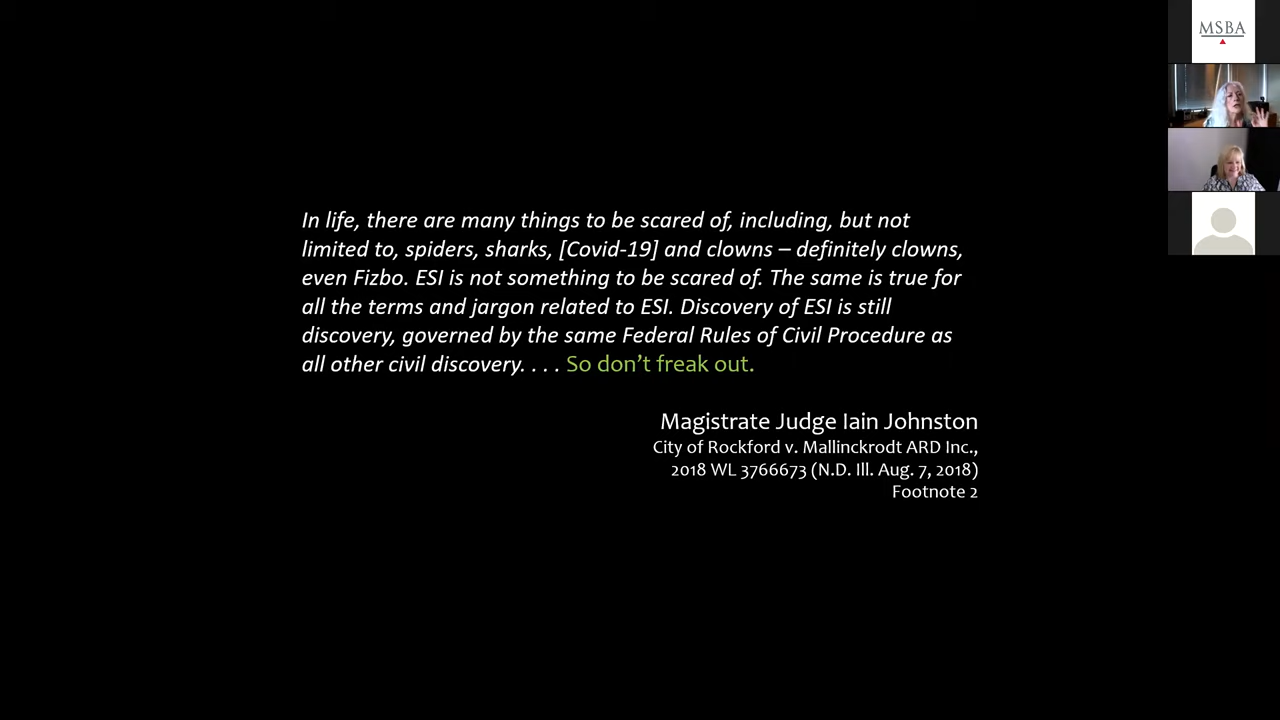 MSBA
In life, there are many things to be scared of, including, but not
limited to, spiders, sharks, [Covid-19] and clowns – definitely clowns,
even Fizbo. ESI is not something to be scared of. The same is true for
all the terms and jargon related to ESI. Discovery of ESI is still
discovery, governed by the same Federal Rules of Civil Procedure as
all other civil discovery. . . . So don’t freak out.
Magistrate Judge Iain Johnston
City of Rockford v. Mallinckrodt ARD Inc.,
2018 WL 3766673 (N.D. Ill. Aug. 7, 2018)
Footnote 2